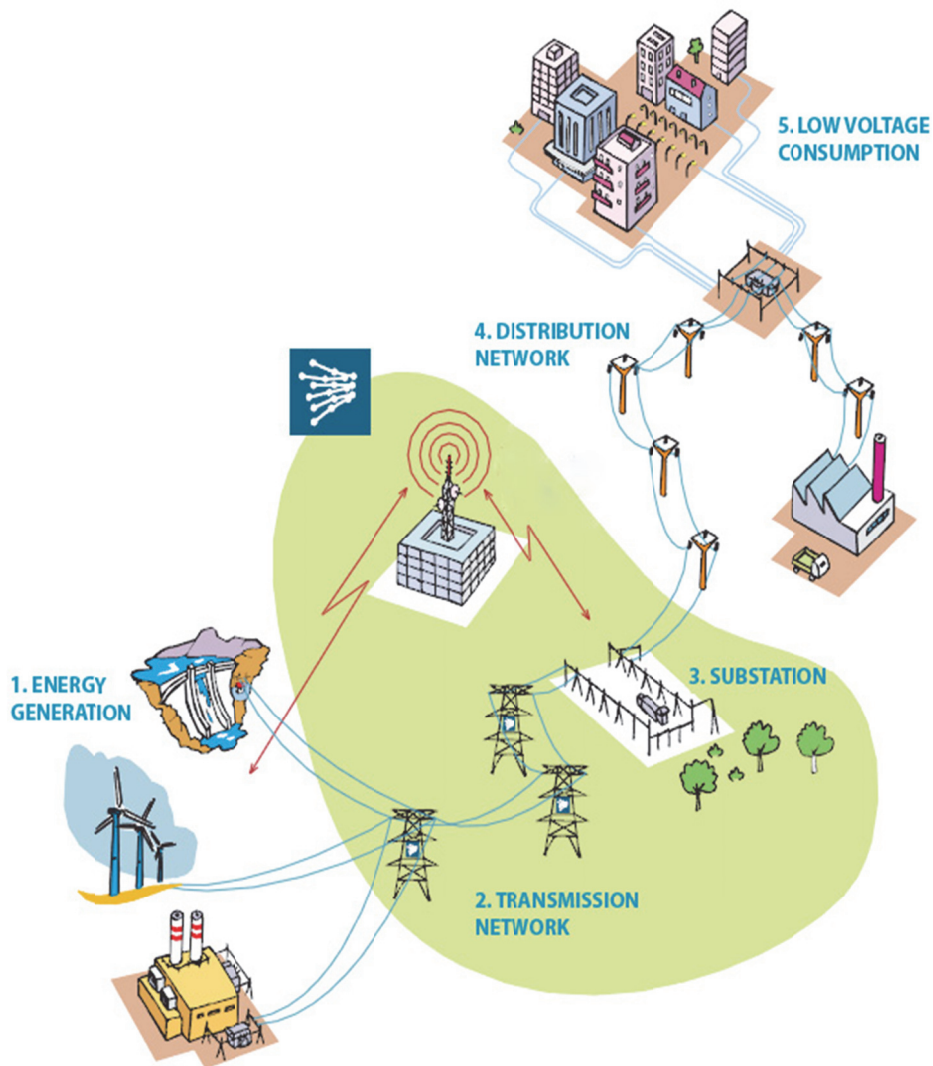 5. LOW VOLTAGE
CONSUMPTION
4. DISTRIBUTION
NETWORK
1. ENERGY
GENERATION
3. SUBSTATION
2. TRANSMISSION
NETWORK